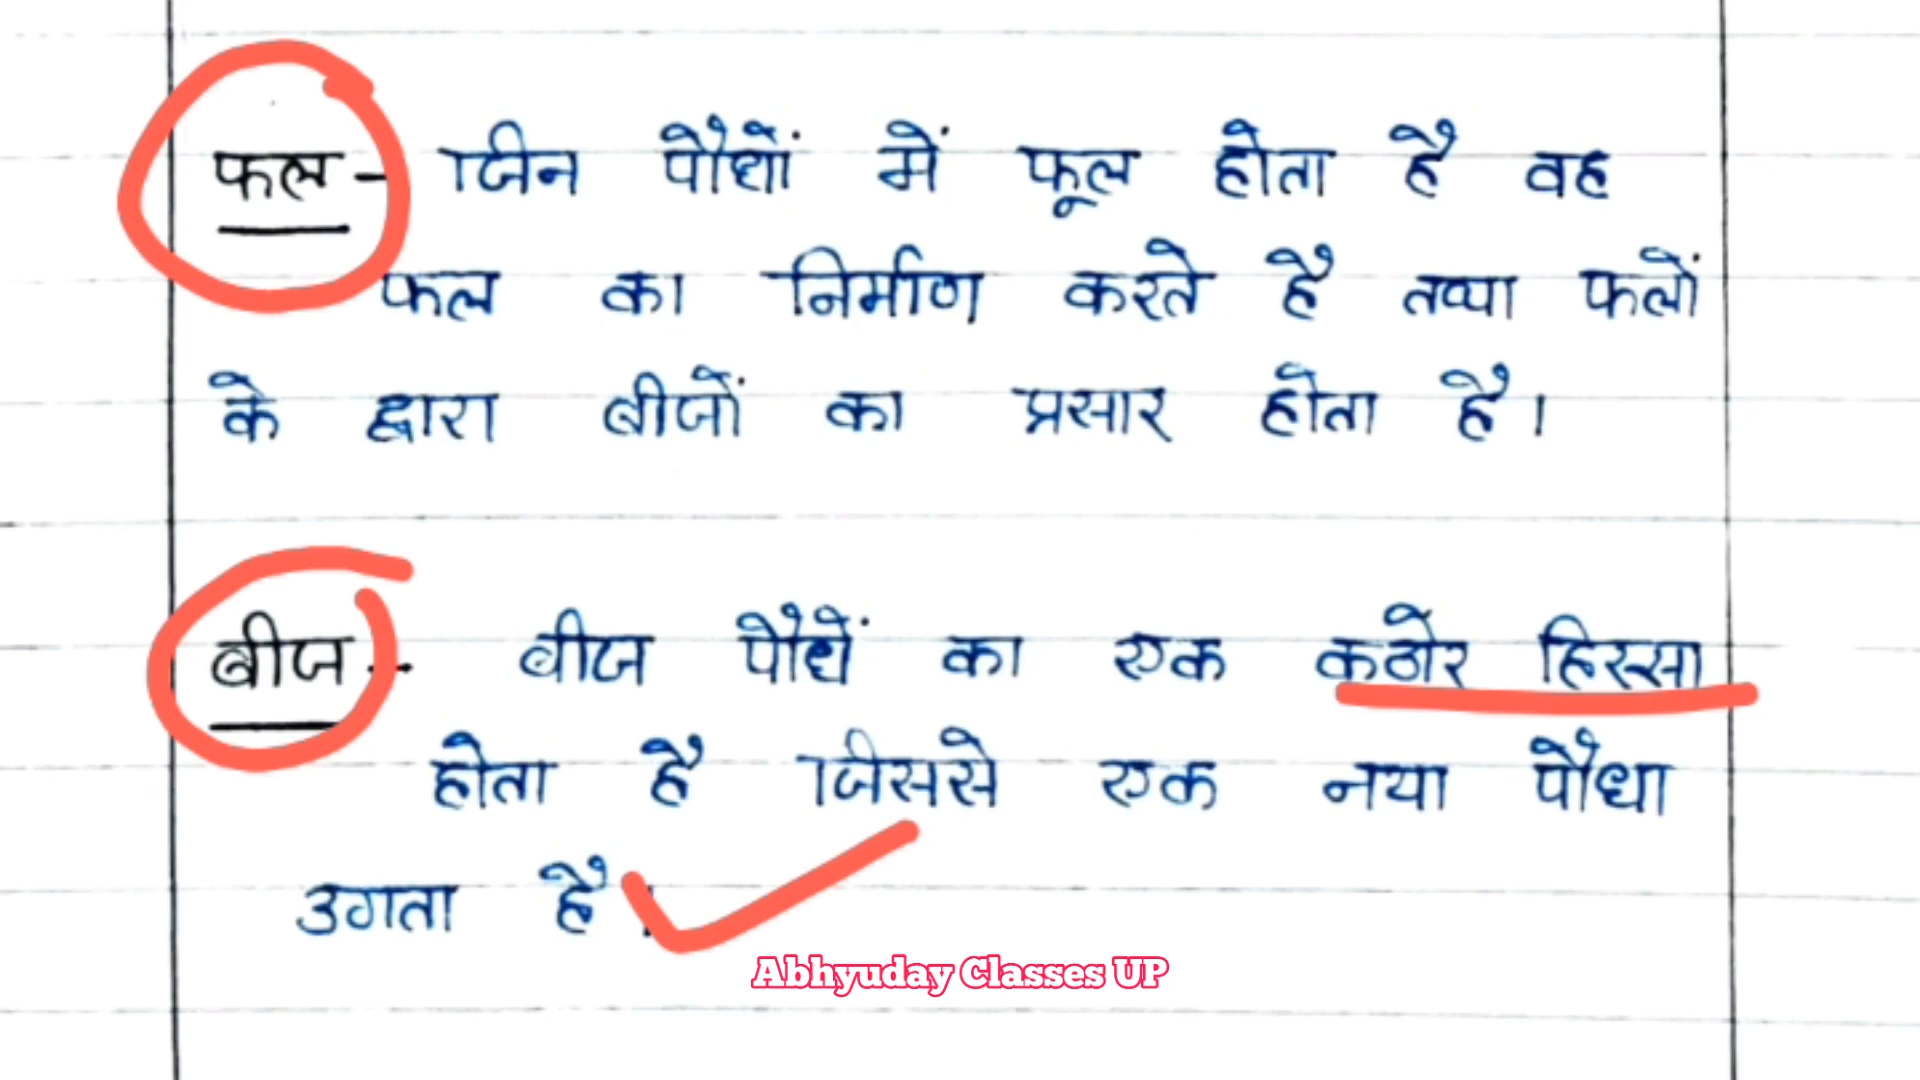 फल - जिन पौधों में फूल होता है वह
फल का निर्माण करते है तथा फलों
के द्वारा बीजों का प्रसार होता है।
बीज - बीज पौधें का एक कठोर हिस्सा
होता है जिससे एक नया पौधा
उगता है।
Abhyuday Classes UP